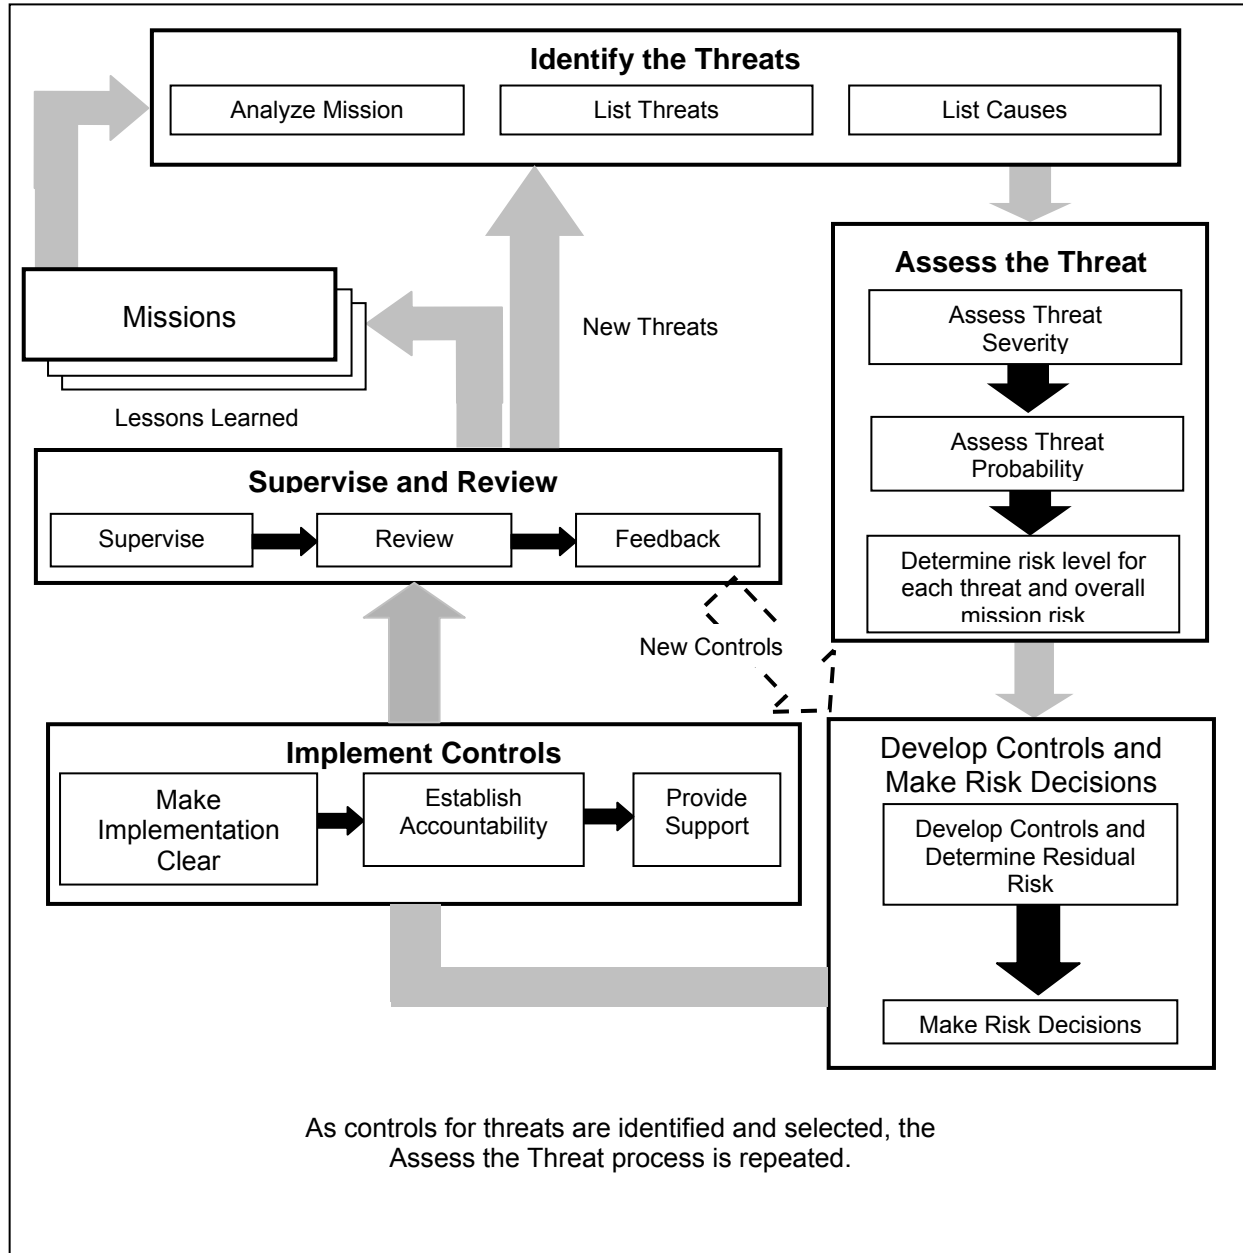 Identify the Threats
Analyze Mission
List Threats
List Causes
Assess the Threat
Assess Threat
Severity
Assess Threat
Probability
Determine risk level for
each threat and overall
mission risk
Missions
New Threats
Lessons Learned
Supervise and Review
Supervise
Review
Feedback
New Controls
Implement Controls
Make
Implementation
Clear
Establish
Accountability
Provide
Support
Develop Controls and
Make Risk Decisions
Develop Controls and
Determine Residual
Risk
Make Risk Decisions
As controls for threats are identified and selected, the
Assess the Threat process is repeated.